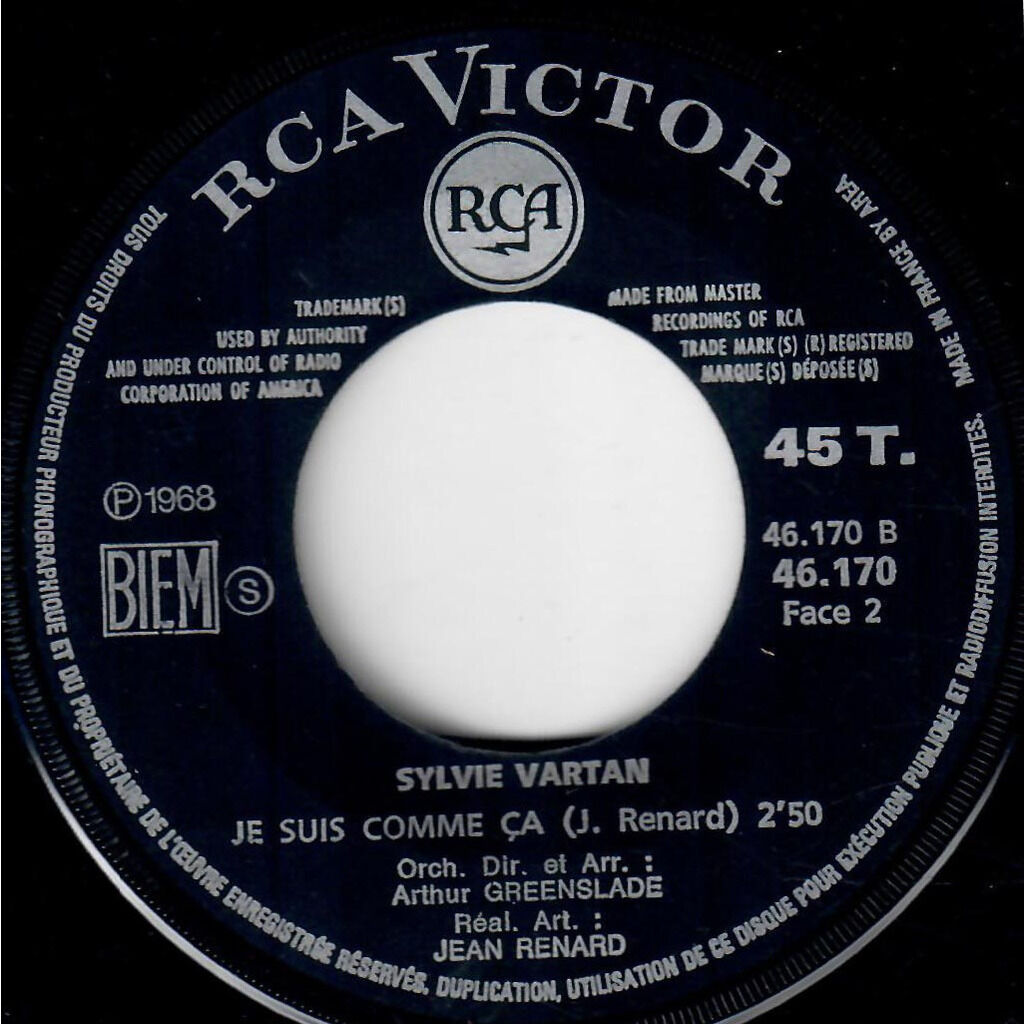 RCA VICTOR
RCA
TRADEMARK(S)
USED BY AUTHORITY
AND UNDER CONTROL OF RADIO
CORPORATION OF AMERICA
MADE FROM MASTER
RECORDINGS OF RCA
TRADE MARK(S) (R) REGISTERED
MARQUE(S) DÉPOSÉE(S)
45 T.
℗ 1968
BIEM
S
46.170 B
46.170
Face 2
SYLVIE VARTAN
JE SUIS COMME ÇA (J. Renard) 2'50
Orch. Dir. et Arr. :
Arthur GREENSLADE
Réal. Art. :
JEAN RENARD
TOUS DROITS DU PRODUCTEUR PHONOGRAPHIQUE ET DU PROPRIÉTAIRE DE L'ŒUVRE ENREGISTRÉE RÉSERVÉS. DUPLICATION, UTILISATION DE CE DISQUE POUR EXÉCUTION PUBLIQUE ET RADIODIFFUSION INTERDITES.
MADE IN FRANCE BY AREA